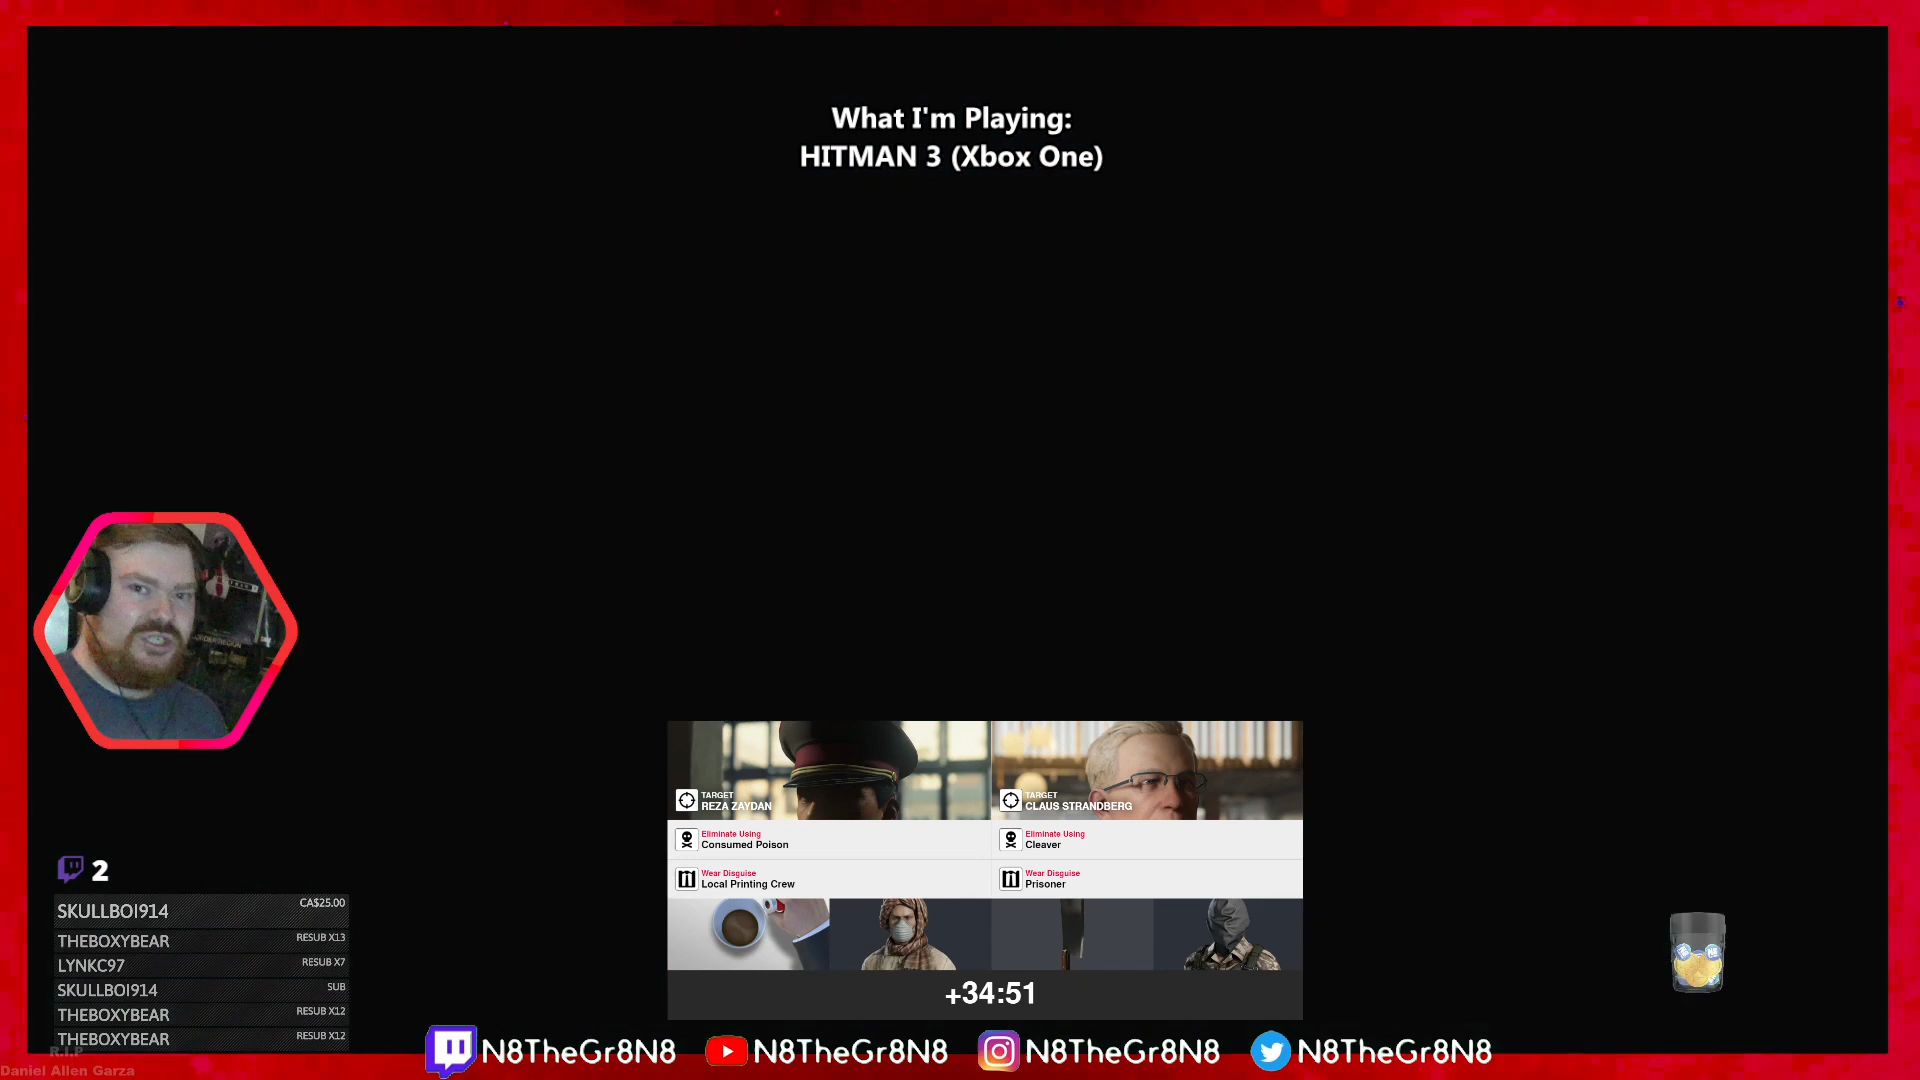 What I'm Playing:
HITMAN 3 (Xbox One)
TARGET
REZA ZAYDAN
TARGET
CLAUS STRANDBERG
Eliminate Using
Consumed Poison
Eliminate Using
Cleaver
Wear Disguise
Local Printing Crew
Wear Disguise
Prisoner
+34:51
2
SKULLBOI914 CA$25.00
THEBOXYBEAR RESUB X13
LYNKC97 RESUB X7
SKULLBOI914 SUB
THEBOXYBEAR RESUB X12
THEBOXYBEAR RESUB X12
R.I.P
Daniel Allen Garza
N8TheGr8N8 N8TheGr8N8 N8TheGr8N8 N8TheGr8N8